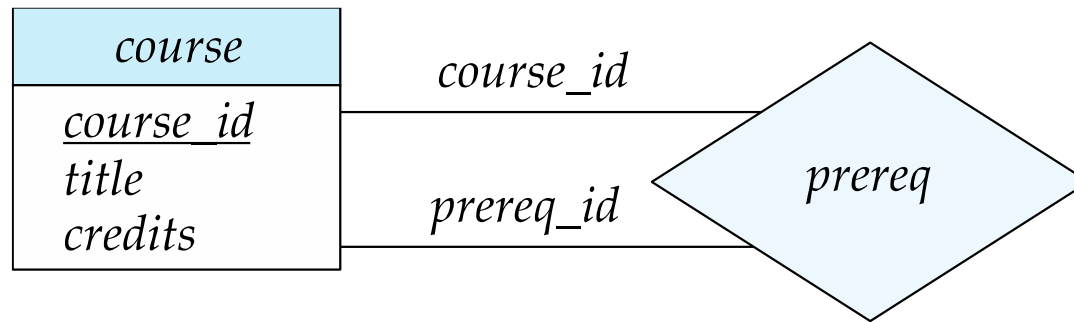 course
course_id
title
credits
course_id
prereq_id
prereq